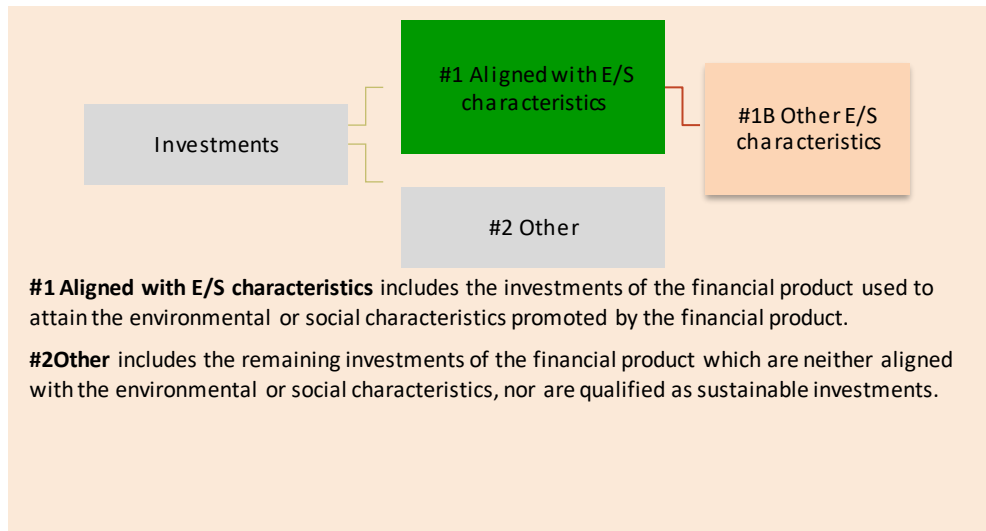 #1 Aligned with E/S
characteristics
#1B Other E/S
characteristics
Investments
#2 Other
#1 Aligned with E/S characteristics includes the investments of the financial product used to
attain the environmental or social characteristics promoted by the financial product.
#2Other includes the remaining investments of the financial product which are neither aligned
with the environmental or social characteristics, nor are qualified as sustainable investments.